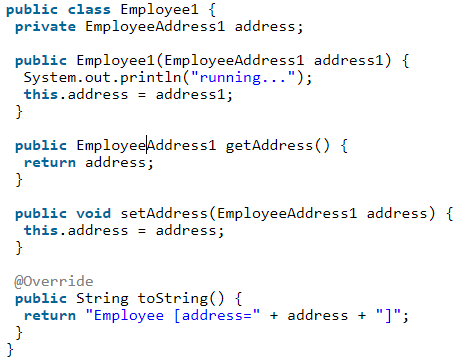 public class Employee1 {
private EmployeeAddress1 address;
public Employee1(EmployeeAddress1 address1) {
System.out.println("running...");
this.address = address1;
}
public EmployeeAddress1 getAddress() {
return address;
}
public void setAddress(EmployeeAddress1 address) {
this.address = address;
}
@Override
public String toString() {
return "Employee [address=" + address + "]";
}
}